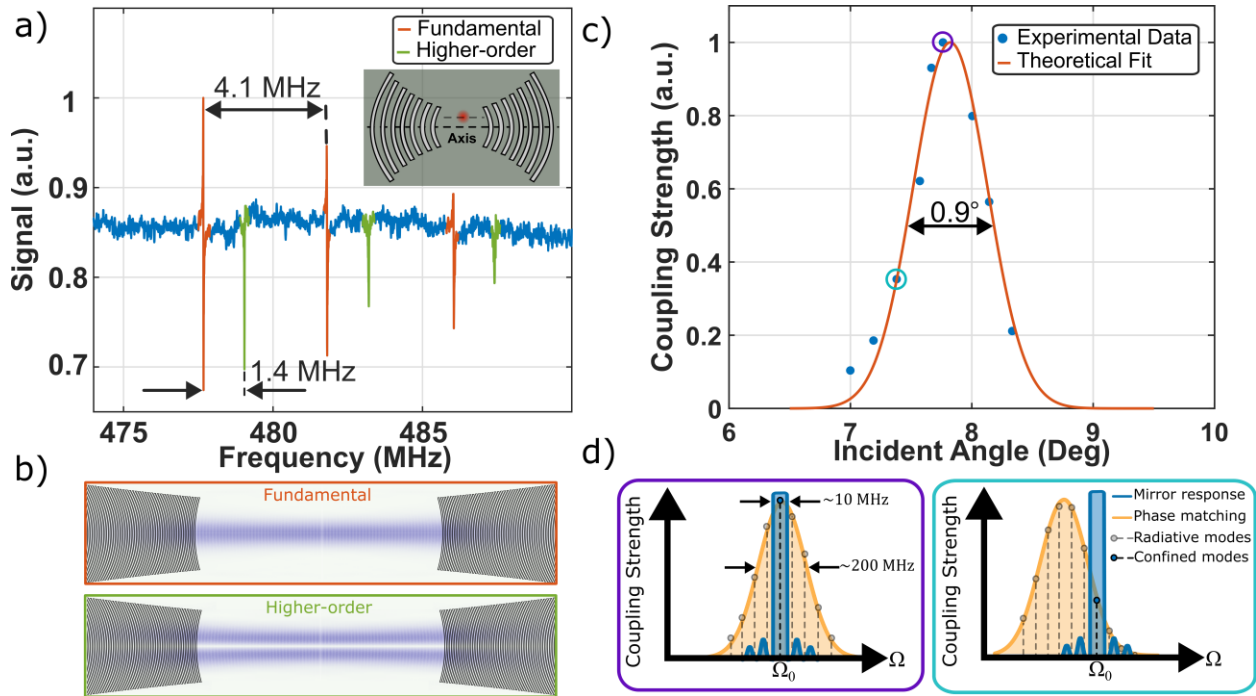 a)
Fundamental
Higher-order
4.1 MHz
Axis
1.4 MHz
1
0.9
0.8
0.7
475
480
485
Signal (a.u.)
Frequency (MHz)
b)
Fundamental
Higher-order
c)
Experimental Data
Theoretical Fit
0.9°
1
0.8
0.6
0.4
0.2
0
6
7
8
9
10
Coupling Strength (a.u.)
Incident Angle (Deg)
d)
Coupling Strength
~10 MHz
~200 MHz
Ω₀
Ω
Coupling Strength
Mirror response
Phase matching
Radiative modes
Confined modes
Ω₀
Ω